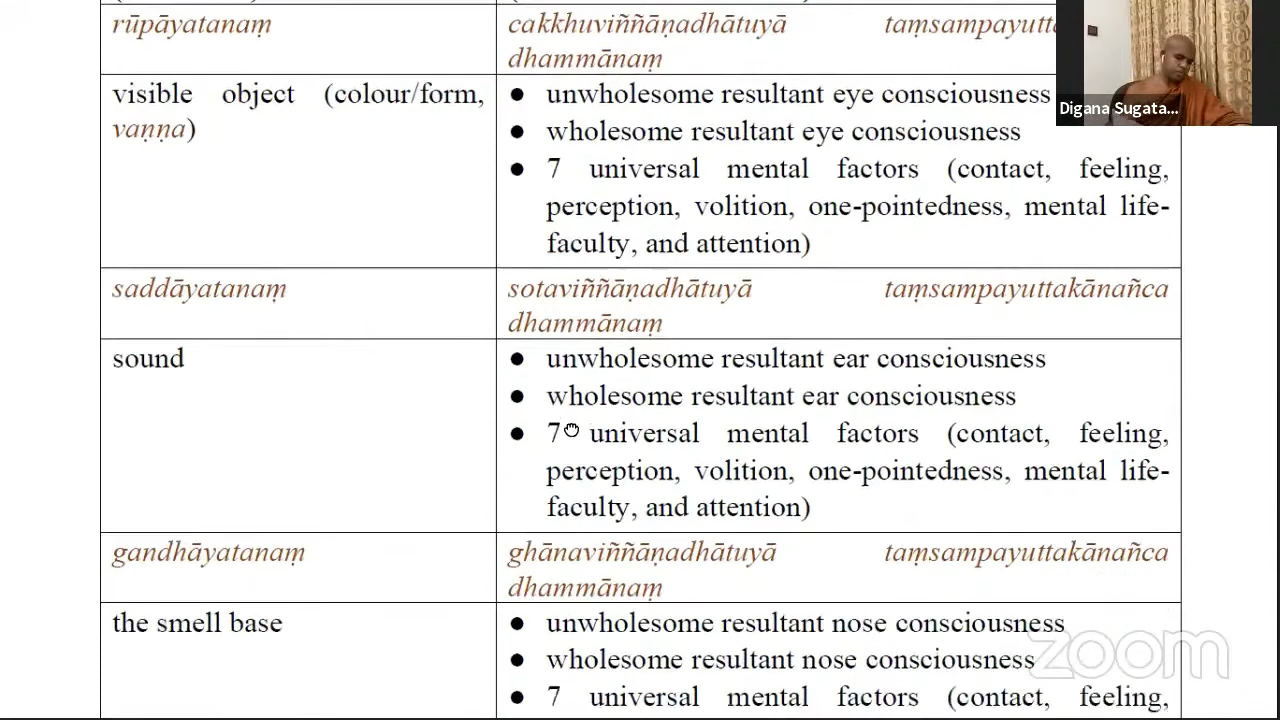 rūpāyatanaṃ
cakkhuviññāṇadhātuyā taṃsampayutta
dhammānaṃ
visible object (colour/form,
vaṇṇa)
● unwholesome resultant eye consciousness
● wholesome resultant eye consciousness
● 7 universal mental factors (contact, feeling,
perception, volition, one-pointedness, mental life-
faculty, and attention)
saddāyatanaṃ
sotaviññāṇadhātuyā taṃsampayuttakānañca
dhammānaṃ
sound
● unwholesome resultant ear consciousness
● wholesome resultant ear consciousness
● 7 universal mental factors (contact, feeling,
perception, volition, one-pointedness, mental life-
faculty, and attention)
gandhāyatanaṃ
ghānaviññāṇadhātuyā taṃsampayuttakānañca
dhammānaṃ
the smell base
● unwholesome resultant nose consciousness
● wholesome resultant nose consciousness
● 7 universal mental factors (contact, feeling,
Digana Sugata...
zoom